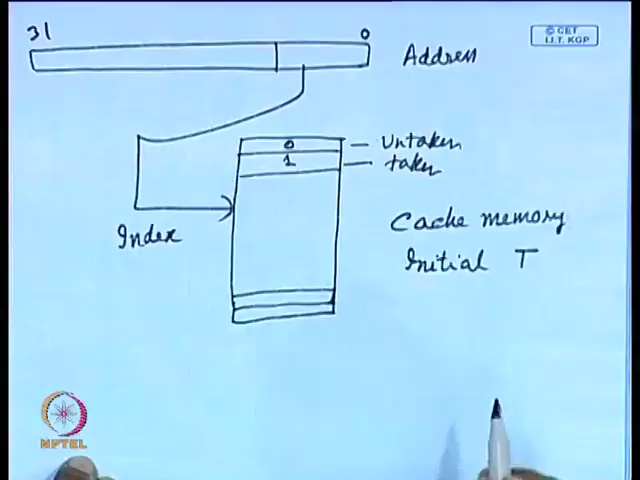 31 0 Address
© CET
I.I.T. KGP
0 — Untaken
1 — taken
Index
Cache memory
Initial T
NPTEL